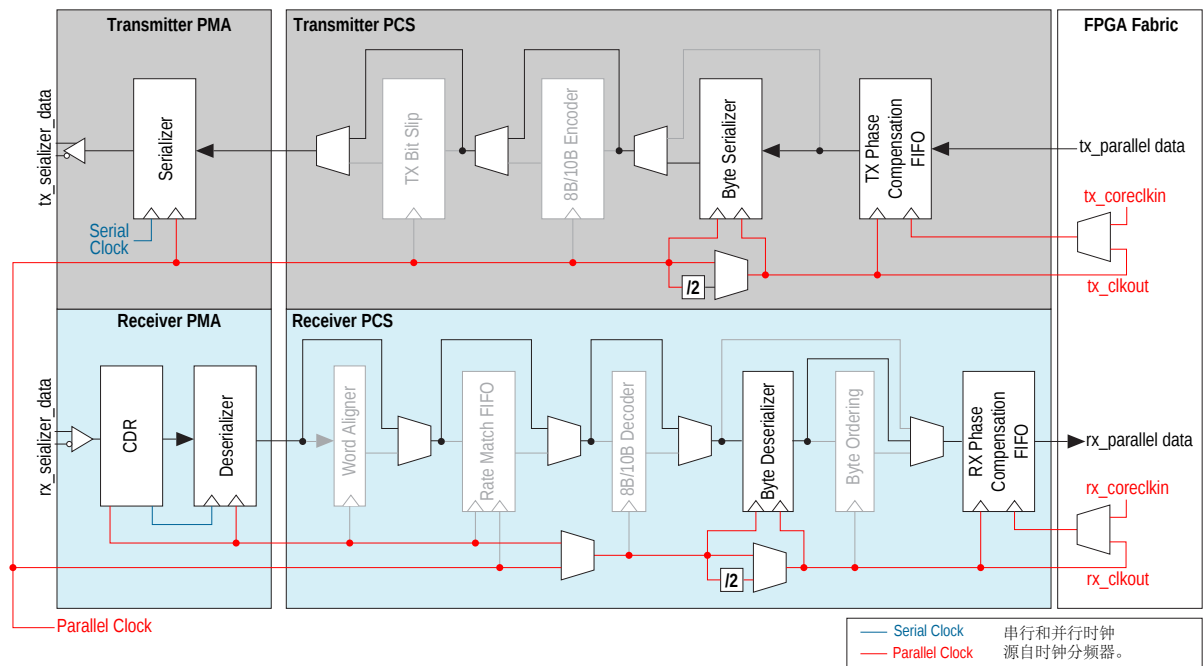 Transmitter PMA
Transmitter PCS
FPGA Fabric
tx_seializer_data
Serializer
TX Bit Slip
8B/10B Encoder
Byte Serializer
TX Phase
Compensation
FIFO
tx_parallel data
tx_coreclkin
Serial
Clock
/2
tx_clkout
Receiver PMA
Receiver PCS
rx_seializer_data
CDR
Deserializer
Word Aligner
Rate Match FIFO
8B/10B Decoder
Byte Deserializer
Byte Ordering
RX Phase
Compensation
FIFO
rx_parallel data
rx_coreclkin
/2
rx_clkout
Parallel Clock
Serial Clock
Parallel Clock
串行和并行时钟
源自时钟分频器。